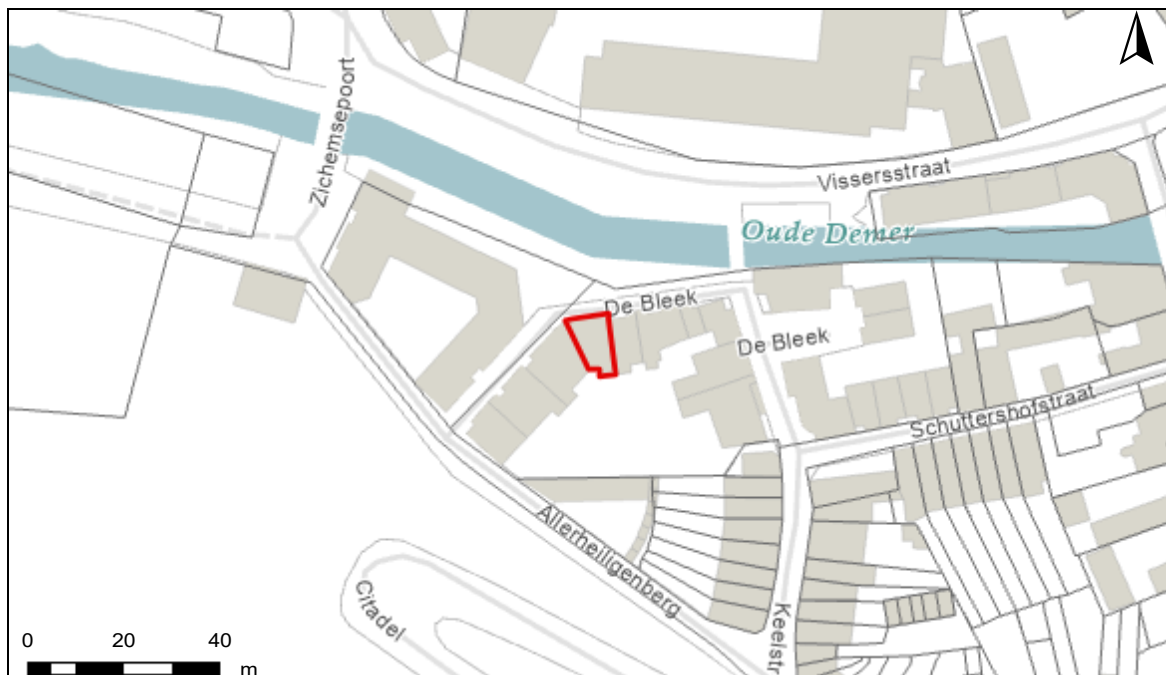 Zichemsepoort
Vissersstraat
Oude Demer
De Bleek
De Bleek
Schuttershofstraat
Allerheiligenberg
Citadel
Keelstr
0 20 40
m